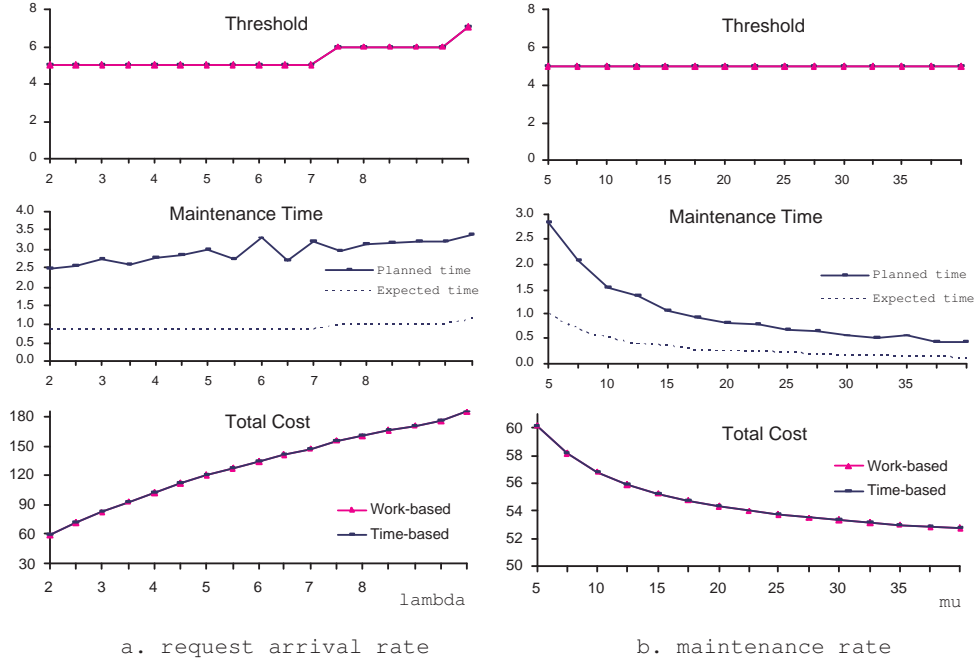 Threshold
8
6
4
2
0
2 3 4 5 6 7 8
Maintenance Time
4.0
3.5
3.0
2.5
2.0
1.5
1.0
0.5
0.0
Planned time
Expected time
2 3 4 5 6 7 8
Total Cost
180
150
120
90
60
30
Work-based
Time-based
2 3 4 5 6 7 8
lambda
a. request arrival rate
Threshold
8
6
4
2
0
5 10 15 20 25 30 35
Maintenance Time
3.0
2.5
2.0
1.5
1.0
0.5
0.0
Planned time
Expected time
5 10 15 20 25 30 35
Total Cost
60
58
56
54
52
50
Work-based
Time-based
5 10 15 20 25 30 35
mu
b. maintenance rate